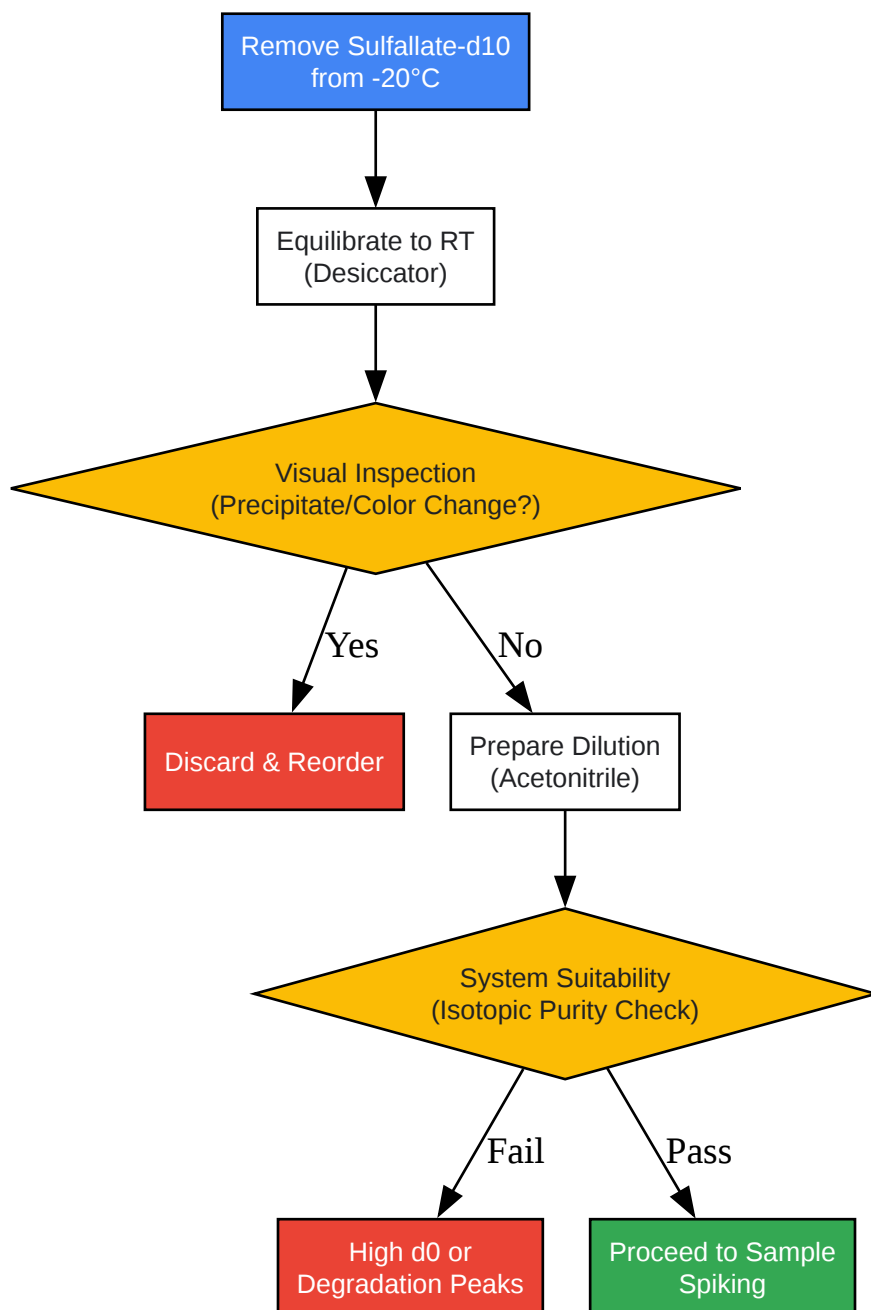 Remove Sulfallate-d10
from -20°C
Equilibrate to RT
(Desiccator)
Visual Inspection
(Precipitate/Color Change?)
Yes
No
Discard & Reorder
Prepare Dilution
(Acetonitrile)
System Suitability
(Isotopic Purity Check)
Fail
Pass
High d0 or
Degradation Peaks
Proceed to Sample
Spiking